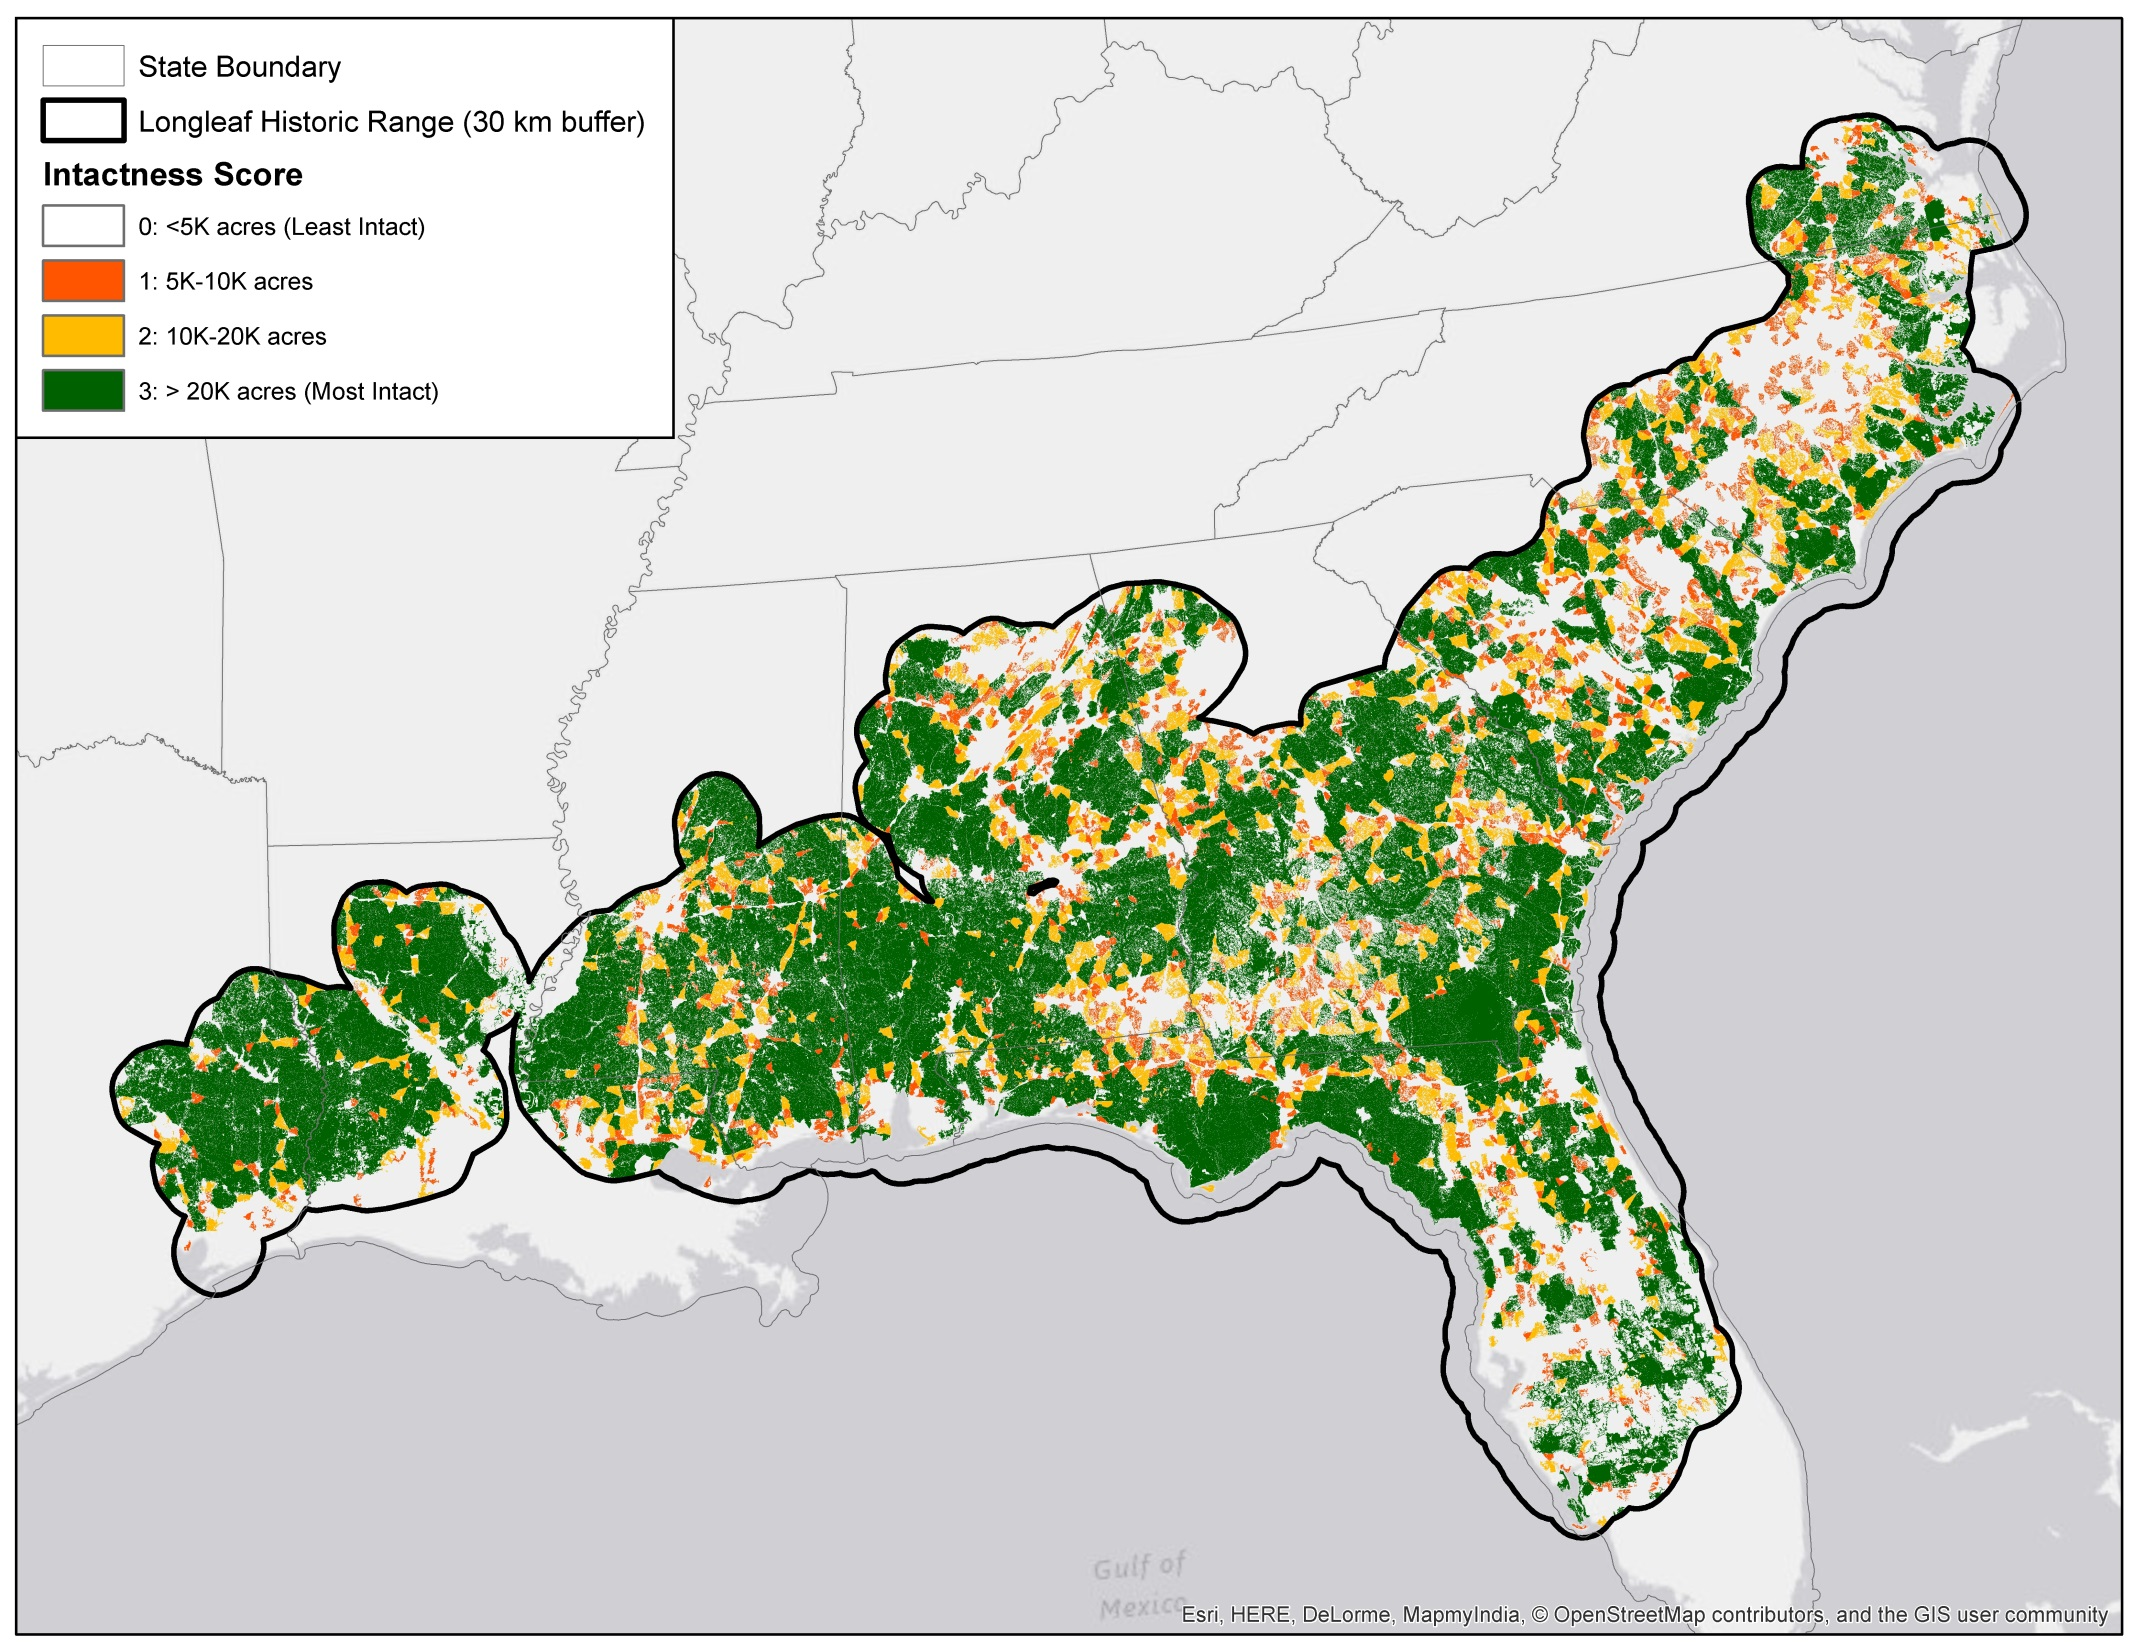 State Boundary
Longleaf Historic Range (30 km buffer)
Intactness Score
0: <5K acres (Least Intact)
1: 5K-10K acres
2: 10K-20K acres
3: > 20K acres (Most Intact)
Gulf of
Mexico
Esri, HERE, DeLorme, MapmyIndia, © OpenStreetMap contributors, and the GIS user community